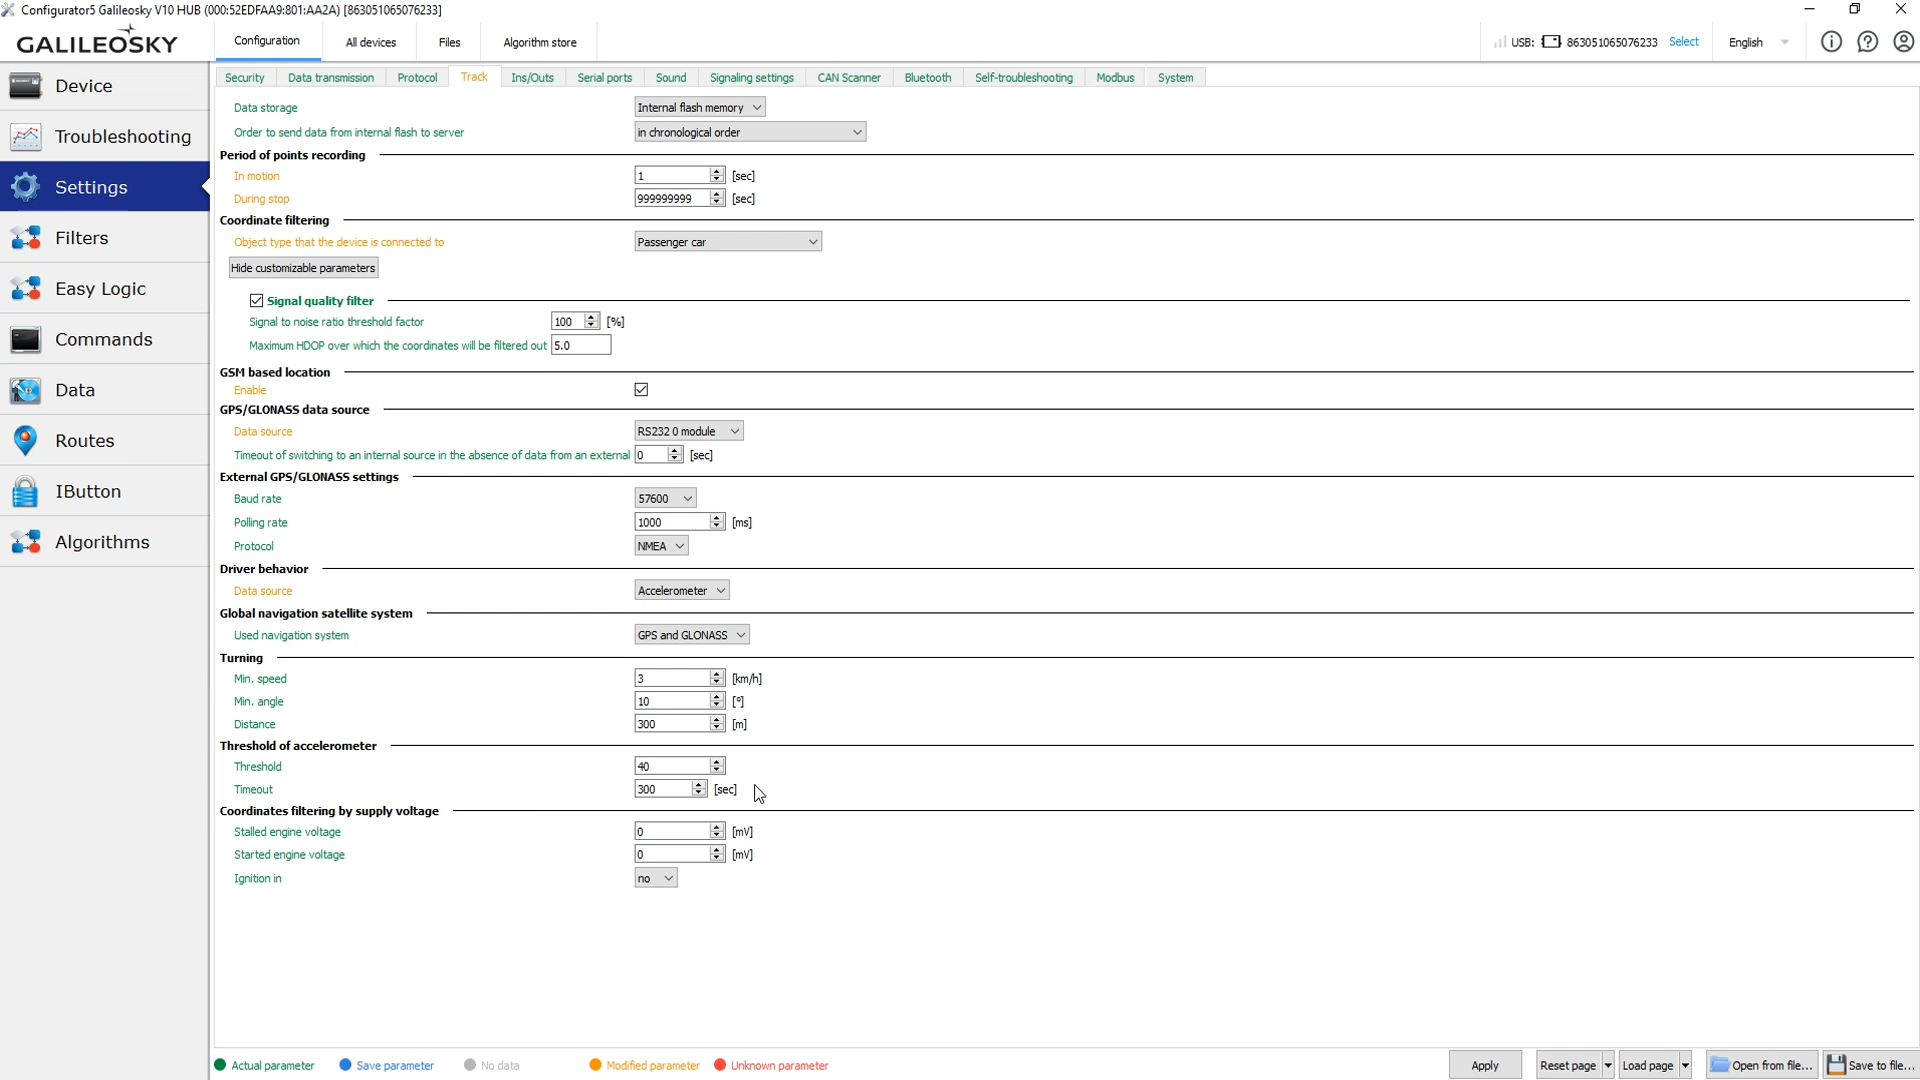 Configurator5 Galileosky V10 HUB (000:52EDFAA9:801:AA2A) [863051065076233]
GALILEOSKY
Configuration All devices Files Algorithm store USB: 863051065076233 Select English
Device
Troubleshooting
Settings
Filters
Easy Logic
Commands
Data
Routes
IButton
Algorithms
Security Data transmission Protocol Track Ins/Outs Serial ports Sound Signaling settings CAN Scanner Bluetooth Self-troubleshooting Modbus System
Data storage Internal flash memory
Order to send data from internal flash to server in chronological order
Period of points recording
In motion 1 [sec]
During stop 999999999 [sec]
Coordinate filtering
Object type that the device is connected to Passenger car
Hide customizable parameters
Signal quality filter
Signal to noise ratio threshold factor 100 [%]
Maximum HDOP over which the coordinates will be filtered out 5.0
GSM based location
Enable
GPS/GLONASS data source
Data source RS232 0 module
Timeout of switching to an internal source in the absence of data from an external 0 [sec]
External GPS/GLONASS settings
Baud rate 57600
Polling rate 1000 [ms]
Protocol NMEA
Driver behavior
Data source Accelerometer
Global navigation satellite system
Used navigation system GPS and GLONASS
Turning
Min. speed 3 [km/h]
Min. angle 10 [°]
Distance 300 [m]
Threshold of accelerometer
Threshold 40
Timeout 300 [sec]
Coordinates filtering by supply voltage
Stalled engine voltage 0 [mV]
Started engine voltage 0 [mV]
Ignition in no
Actual parameter Save parameter No data Modified parameter Unknown parameter Apply Reset page Load page Open from file... Save to file...